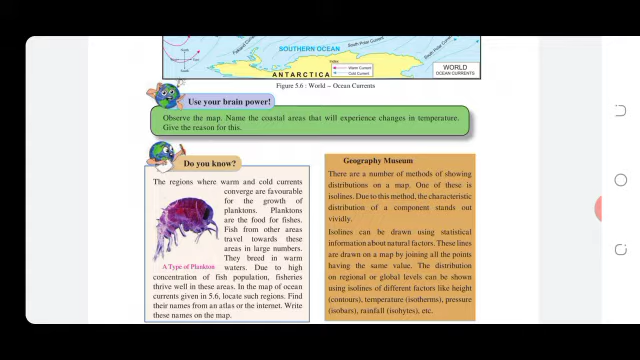 SOUTHERN OCEAN
South Polar Current
ANTARCTICA
Index
Warm Current
Cold Current
WORLD
OCEAN CURRENTS
Figure 5.6 : World – Ocean Currents
Use your brain power!
Observe the map. Name the coastal areas that will experience changes in temperature.
Give the reason for this.
Do you know?
The regions where warm and cold currents
converge are favourable
for the growth of
planktons. Planktons
are the food for fishes.
Fish from other areas
travel towards these
areas in large numbers.
They breed in warm
A Type of Plankton
waters. Due to high
concentration of fish population, fisheries
thrive well in these areas. In the map of ocean
currents given in 5.6, locate such regions. Find
their names from an atlas or the internet. Write
these names on the map.
Geography Museum
There are a number of methods of showing
distributions on a map. One of these is
isolines. Due to this method, the characteristic
distribution of a component stands out
vividly.
Isolines can be drawn using statistical
information about natural factors. These lines
are drawn on a map by joining all the points
having the same value. The distribution
on regional or global levels can be shown
using isolines of different factors like height
(contours), temperature (isotherms), pressure
(isobars), rainfall (isohytes), etc.